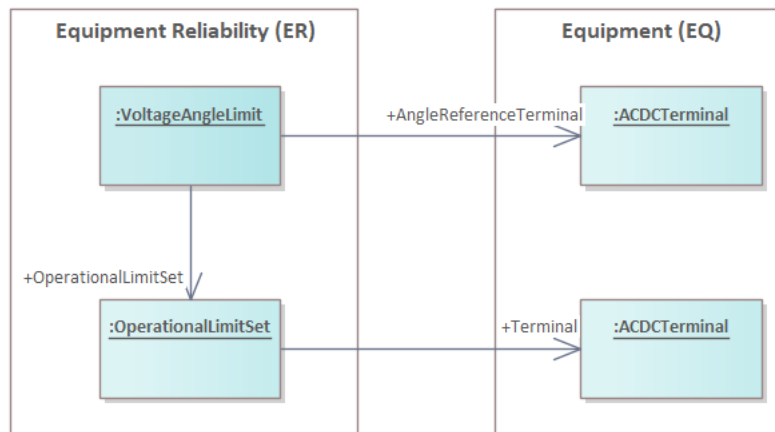 Equipment Reliability (ER)
Equipment (EQ)
:VoltageAngleLimit
+AngleReferenceTerminal
:ACDCTerminal
+OperationalLimitSet
:OperationalLimitSet
+Terminal
:ACDCTerminal